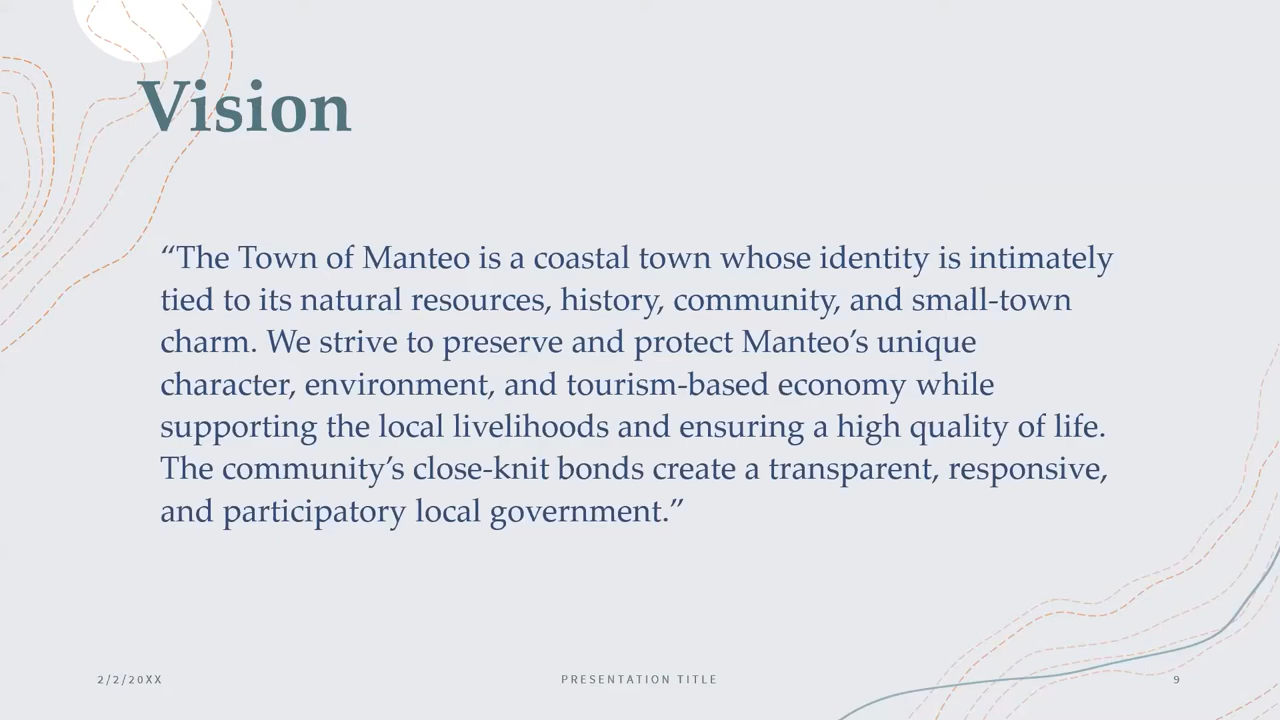 Vision
“The Town of Manteo is a coastal town whose identity is intimately
tied to its natural resources, history, community, and small-town
charm. We strive to preserve and protect Manteo’s unique
character, environment, and tourism-based economy while
supporting the local livelihoods and ensuring a high quality of life.
The community’s close-knit bonds create a transparent, responsive,
and participatory local government.”
2/2/20XX
PRESENTATION TITLE
9